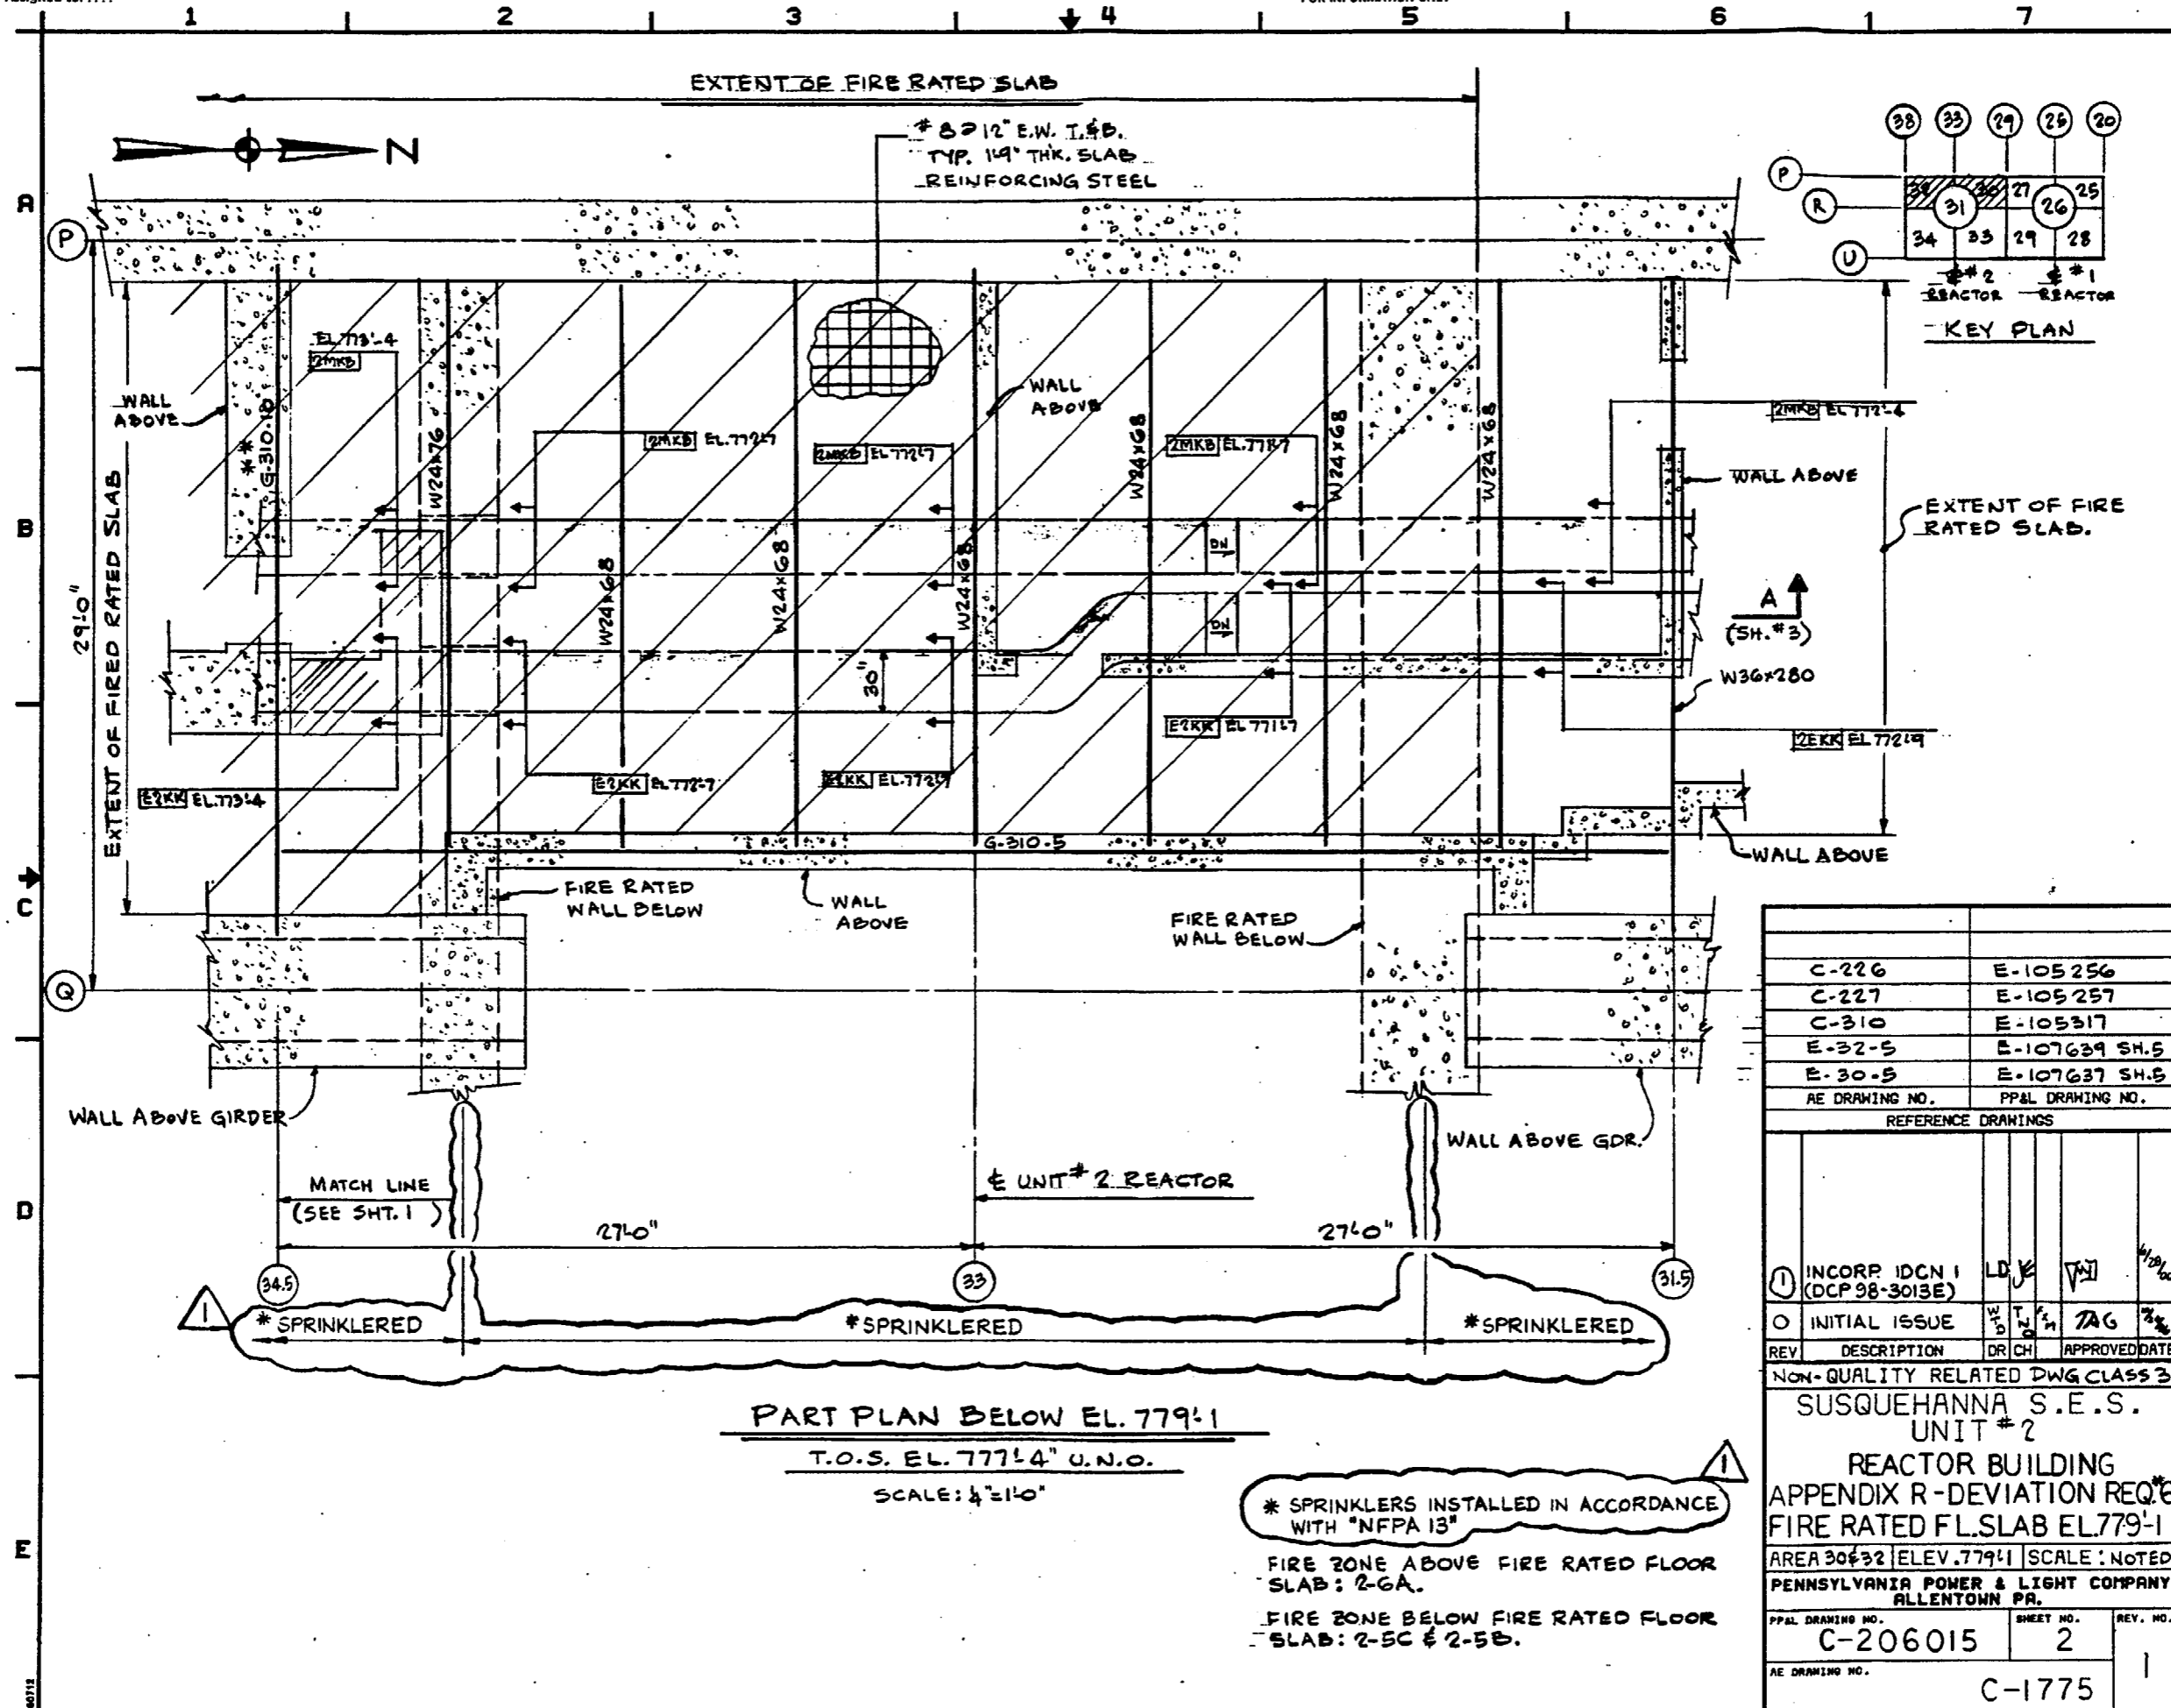 1 2 3 4 5 6 7
EXTENT OF FIRE RATED SLAB
N
# 8 @ 12" E.W. T.&B.
TYP. 1'-9" THK. SLAB
REINFORCING STEEL
38 33 29 25 20
P
R
U
32 30 27 25
31 26
34 33 29 28
℄ #2 REACTOR
℄ #1 REACTOR
KEY PLAN
A
B
C
D
E
P
Q
29'-0"
EXTENT OF FIRED RATED SLAB
WALL ABOVE
**
G-310-18
EL. 773'-4
2MKB
W24x76
2MKB EL. 772'-7
2MKB EL 772'-7
WALL ABOVE
2MKB EL. 771'-7
2MKB EL 772'-4
W24x68
W24x68
W24x68
W24x68
W24x68
W24x68
WALL ABOVE
EXTENT OF FIRE
RATED SLAB.
DN
DN
A
(SH. #3)
W36x280
30"
E2KK EL. 773'-4
E2KK EL. 772'-7
E2KK EL. 772'-7
E2KK EL 771'-7
2EKK EL 772'-9
G-310-5
WALL ABOVE
FIRE RATED
WALL BELOW
WALL
ABOVE
FIRE RATED
WALL BELOW
WALL ABOVE GIRDER
WALL ABOVE GDR.
MATCH LINE
(SEE SHT. 1)
℄ UNIT #2 REACTOR
27'-0" 27'-0"
34.5 33 31.5
1
* SPRINKLERED *SPRINKLERED *SPRINKLERED
PART PLAN BELOW EL. 779'-1
T.O.S. EL. 777'-4" U.N.O.
SCALE: ¼"=1'-0"
1
* SPRINKLERS INSTALLED IN ACCORDANCE
WITH "NFPA 13"
FIRE ZONE ABOVE FIRE RATED FLOOR
SLAB: 2-6A.
FIRE ZONE BELOW FIRE RATED FLOOR
SLAB: 2-5C & 2-5B.
C-226 E-105256
C-227 E-105257
C-310 E-105317
E-32-5 E-107639 SH.5
E-30-5 E-107637 SH.5
AE DRAWING NO. PP&L DRAWING NO.
REFERENCE DRAWINGS
1 INCORP. IDCN 1 LD
(DCP 98-3013E)
0 INITIAL ISSUE TAG
REV DESCRIPTION DR CH APPROVED DATE
NON-QUALITY RELATED DWG CLASS 3
SUSQUEHANNA S.E.S.
UNIT #2
REACTOR BUILDING
APPENDIX R-DEVIATION REQ.#6
FIRE RATED FL.SLAB EL.779'-1
AREA 30&32 ELEV. 779'-1 SCALE: NOTED
PENNSYLVANIA POWER & LIGHT COMPANY
ALLENTOWN PA.
PP&L DRAWING NO. SHEET NO. REV. NO.
C-206015 2 1
AE DRAWING NO.
C-1775